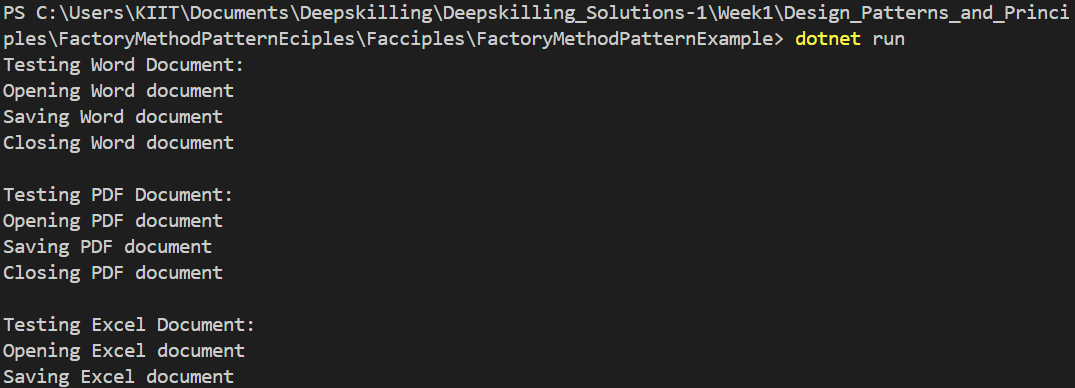 PS C:\Users\KIIT\Documents\Deepskilling\Deepskilling_Solutions-1\Week1\Design_Patterns_and_Princi
ples\FactoryMethodPatternEciples\Facciples\FactoryMethodPatternExample> dotnet run
Testing Word Document:
Opening Word document
Saving Word document
Closing Word document
Testing PDF Document:
Opening PDF document
Saving PDF document
Closing PDF document
Testing Excel Document:
Opening Excel document
Saving Excel document